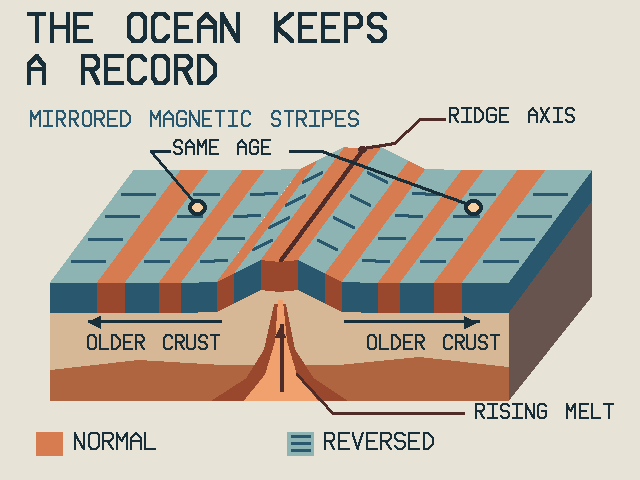 THE OCEAN KEEPS
A RECORD
MIRRORED MAGNETIC STRIPES
RIDGE AXIS
SAME AGE
OLDER CRUST
OLDER CRUST
RISING MELT
NORMAL
REVERSED